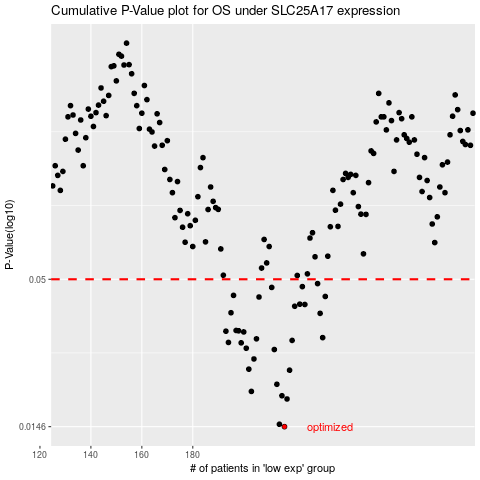 Cumulative P-Value plot for OS under SLC25A17 expression
P-Value(log10)
0.05
0.0146
optimized
120 140 160 180
# of patients in 'low exp' group